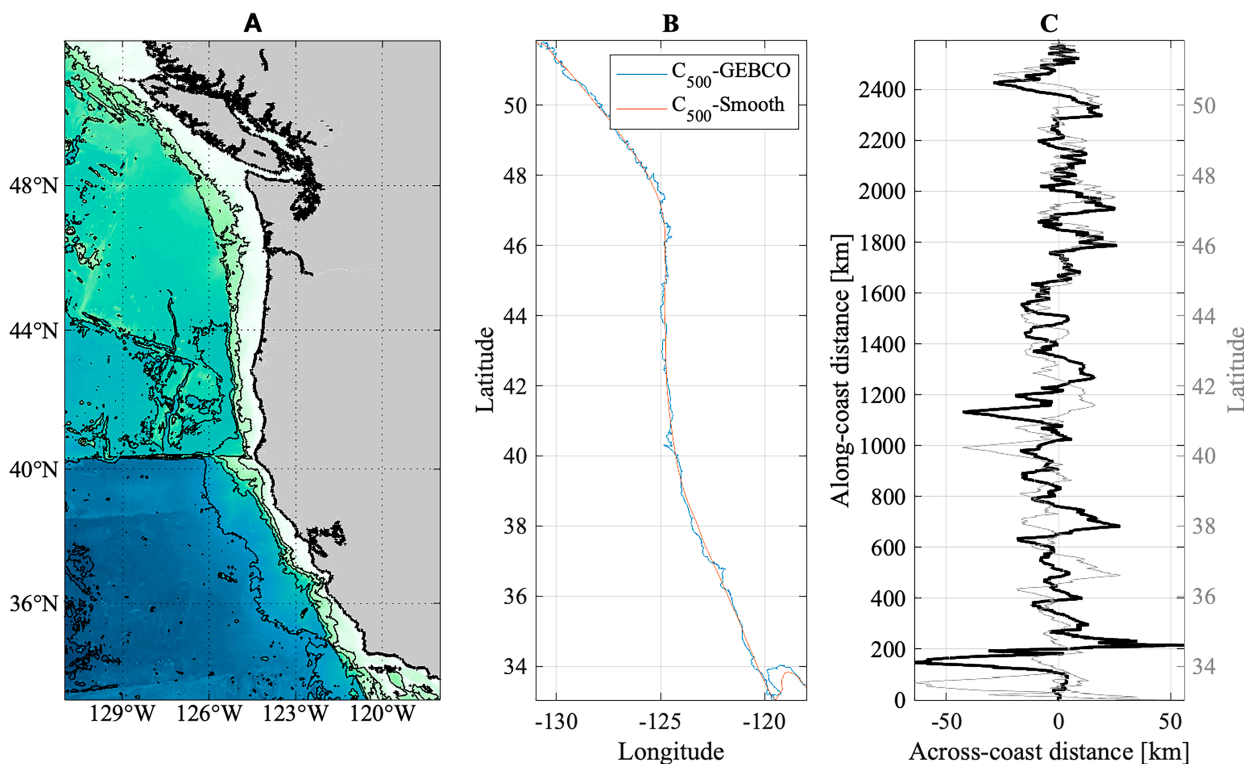 A
48°N
44°N
40°N
36°N
129°W 126°W 123°W 120°W
B
C500-GEBCO
C500-Smooth
Latitude
50
48
46
44
42
40
38
36
34
-130 -125 -120
Longitude
C
Along-coast distance [km]
2400
2200
2000
1800
1600
1400
1200
1000
800
600
400
200
0
50
48
46
44
42
40
38
36
34
Latitude
-50 0 50
Across-coast distance [km]